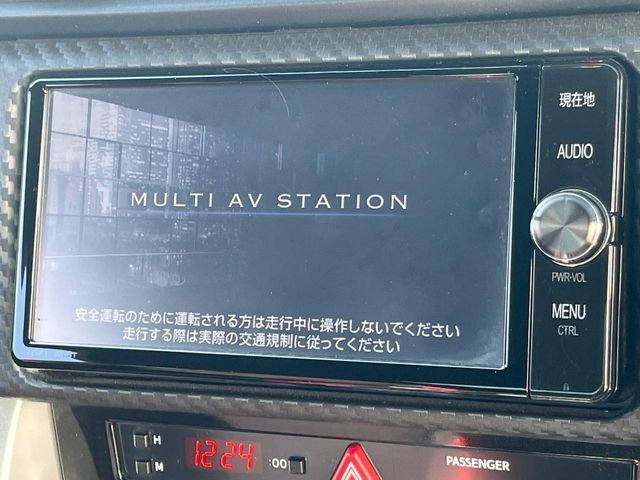 現在地
AUDIO
MULTI AV STATION
PWR-VOL
安全運転のために運転される方は走行中に操作しないでください
走行する際は実際の交通規制に従ってください
MENU
CTRL
H
12:24
:00
M
PASSENGER